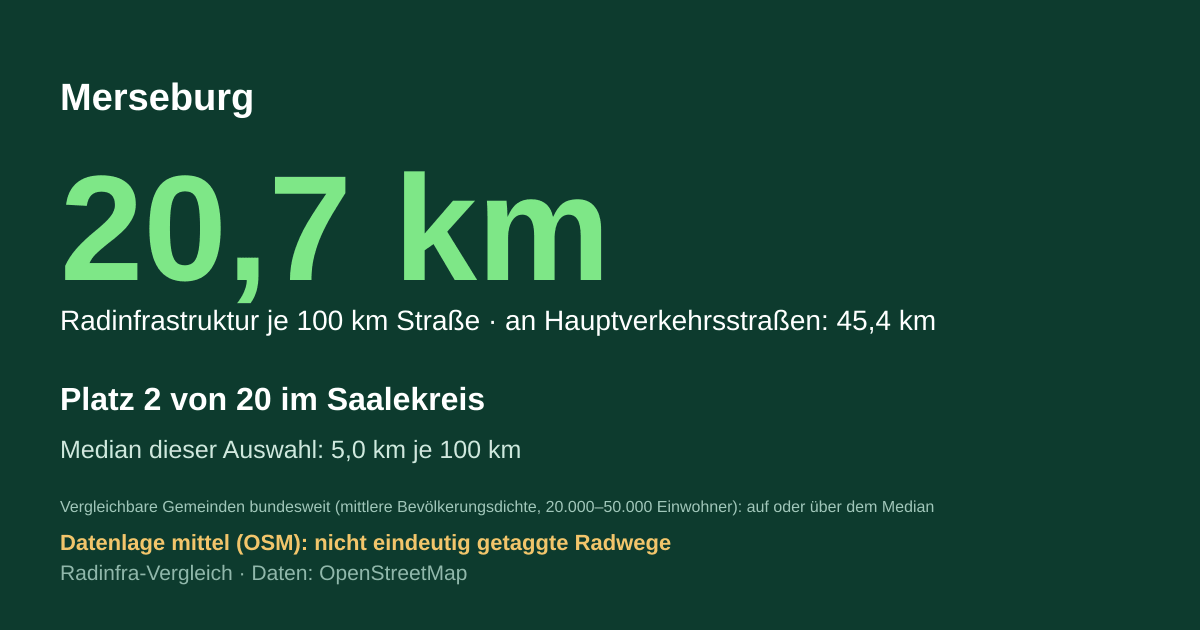 Merseburg
20,7 km
Radinfrastruktur je 100 km Straße · an Hauptverkehrsstraßen: 45,4 km
Platz 2 von 20 im Saalekreis
Median dieser Auswahl: 5,0 km je 100 km
Vergleichbare Gemeinden bundesweit (mittlere Bevölkerungsdichte, 20.000–50.000 Einwohner): auf oder über dem Median
Datenlage mittel (OSM): nicht eindeutig getaggte Radwege
Radinfra-Vergleich · Daten: OpenStreetMap